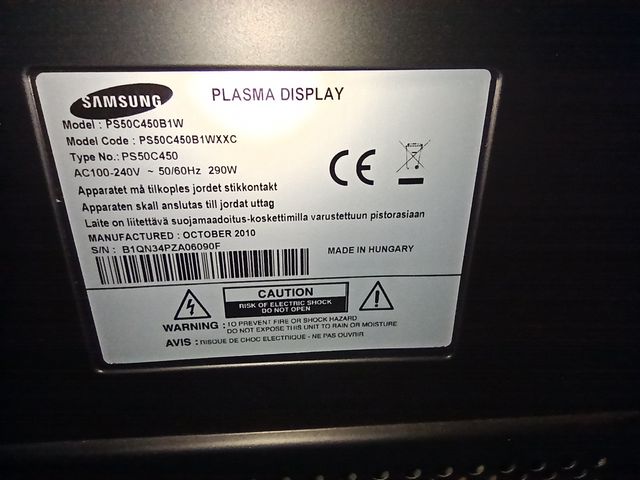 SAMSUNG
PLASMA DISPLAY
Model : PS50C450B1W
Model Code : PS50C450B1WXXC
Type No.: PS50C450
AC100-240V ~ 50/60Hz 290W
Apparatet må tilkoples jordet stikkontakt
Apparaten skall anslutas till jordat uttag
Laite on liitettävä suojamaadoitus-koskettimilla varustettuun pistorasiaan
MANUFACTURED : OCTOBER 2010
S/N : B1QN34PZA06090F
MADE IN HUNGARY
CE
CAUTION
RISK OF ELECTRIC SHOCK
DO NOT OPEN
WARNING : TO PREVENT FIRE OR SHOCK HAZARD
DO NOT EXPOSE THIS UNIT TO RAIN OR MOISTURE
AVIS : RISQUE DE CHOC ELECTRIQUE - NE PAS OUVRIR